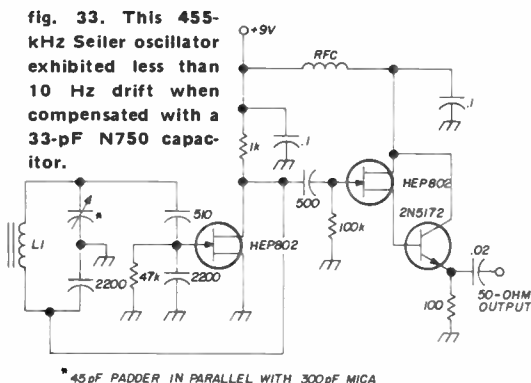 fig. 33. This 455-
kHz Seiler oscillator
exhibited less than
10 Hz drift when
compensated with a
33-pF N750 capac-
itor.
+9V
RFC
.1
1k
.1
HEP802
500
2N5172
L1
*
510
HEP802
100k
.02
2200
47k
2200
100
50-OHM
OUTPUT
* 45pF PADDER IN PARALLEL WITH 300pF MICA